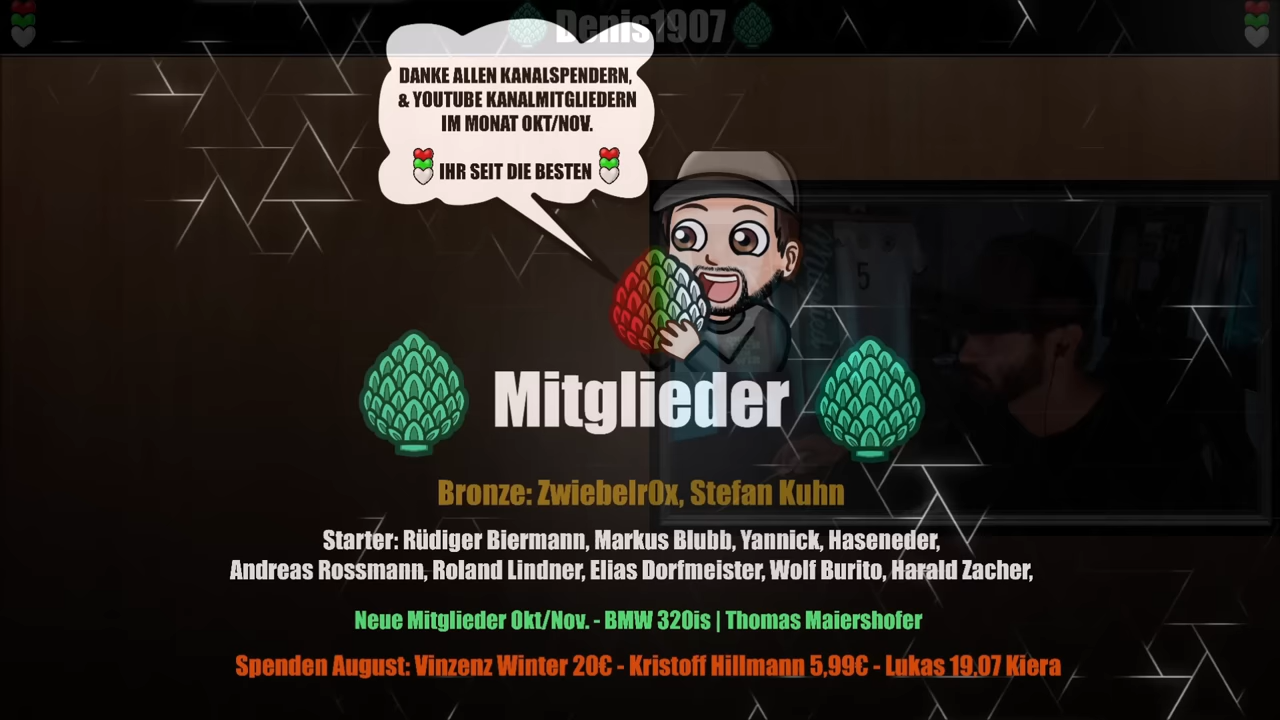 Denis1907
DANKE ALLEN KANALSPENDERN,
& YOUTUBE KANALMITGLIEDERN
IM MONAT OKT/NOV.
IHR SEIT DIE BESTEN
5
Mitglieder
Bronze: Zwiebelr0x, Stefan Kuhn
Starter: Rüdiger Biermann, Markus Blubb, Yannick, Haseneder,
Andreas Rossmann, Roland Lindner, Elias Dorfmeister, Wolf Burito, Harald Zacher,
Neue Mitglieder Okt/Nov. - BMW 320is | Thomas Maiershofer
Spenden August: Vinzenz Winter 20€ - Kristoff Hillmann 5,99€ - Lukas 19.07 Kiera